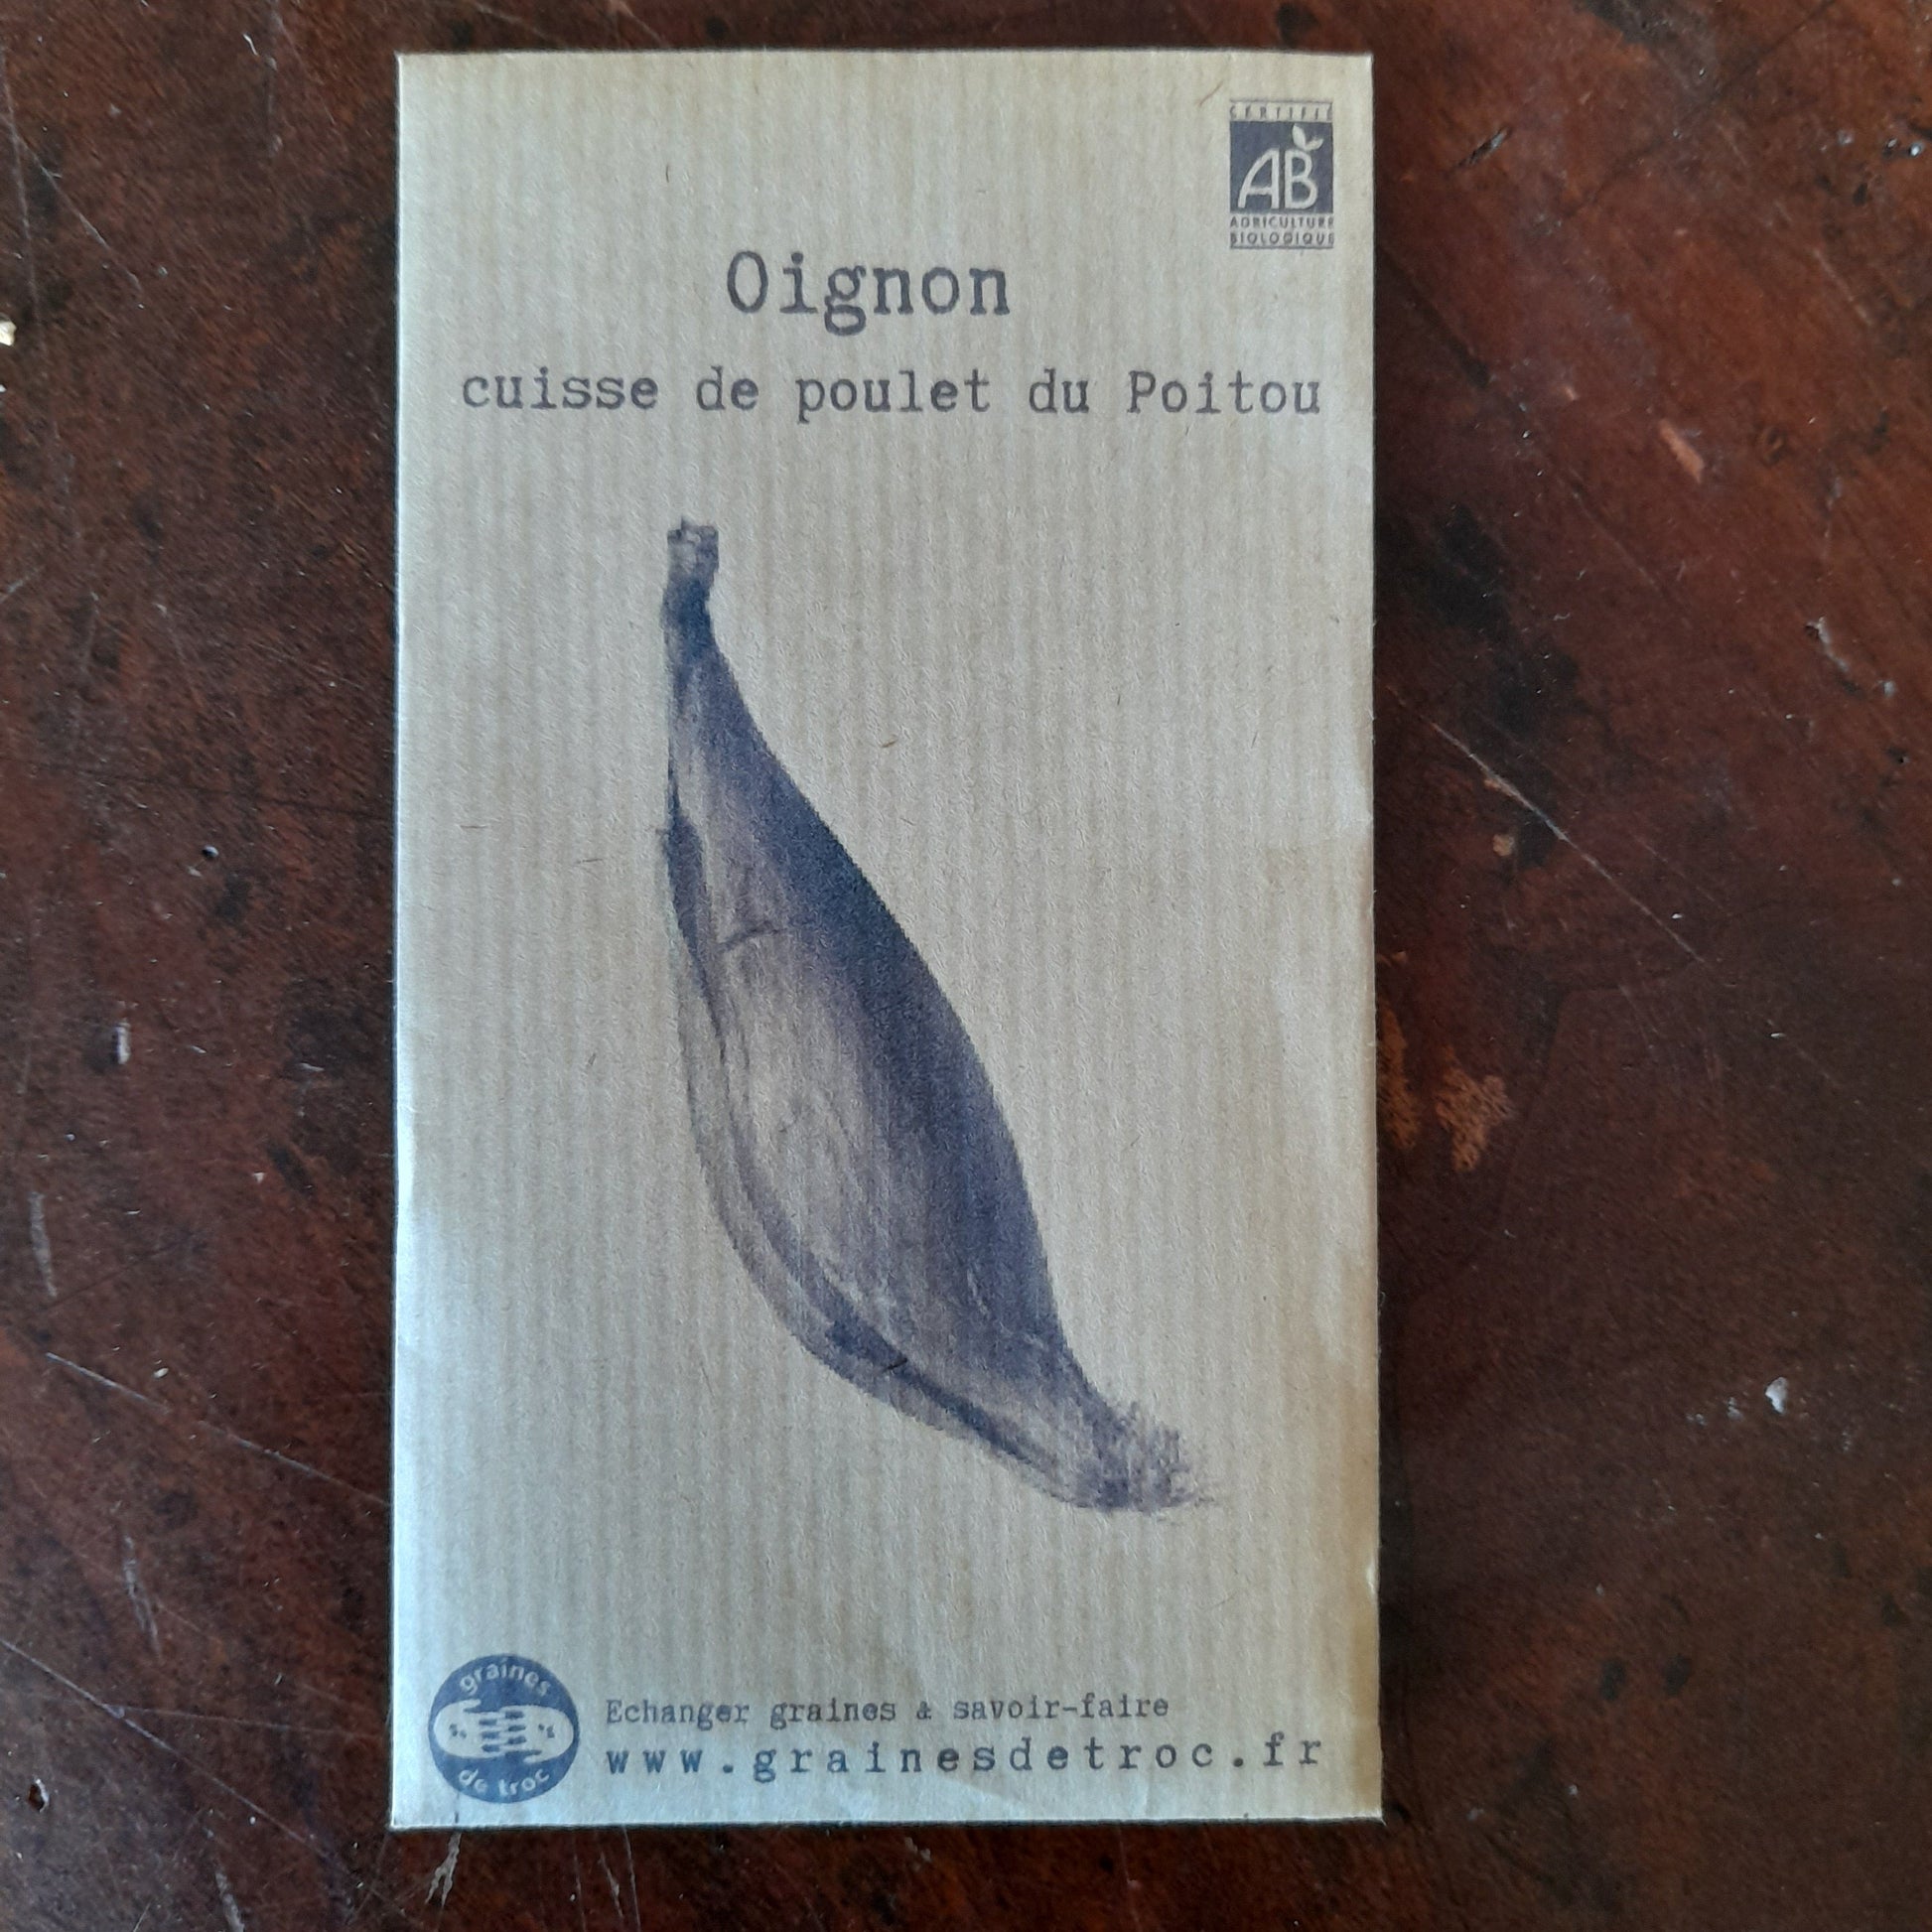 CERTIFIÉ
AB
AGRICULTURE
BIOLOGIQUE
Oignon
cuisse de poulet du Poitou
graines
de troc
Echanger graines & savoir-faire
www.grainesdetroc.fr